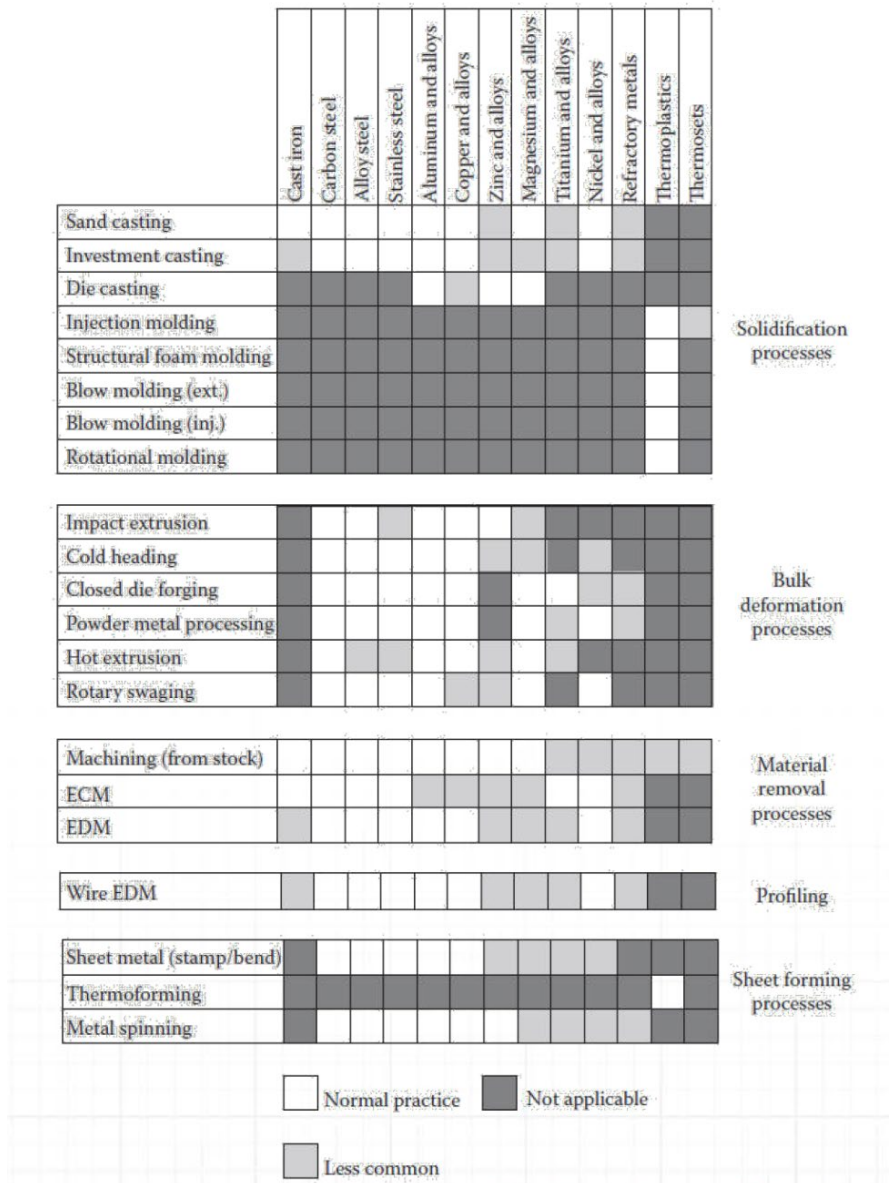 Cast iron
Carbon steel
Alloy steel
Stainless steel
Aluminum and alloys
Copper and alloys
Zinc and alloys
Magnesium and alloys
Titanium and alloys
Nickel and alloys
Refractory metals
Thermoplastics
Thermosets
Sand casting
Investment casting
Die casting
Injection molding
Structural foam molding
Blow molding (ext.)
Blow molding (inj.)
Rotational molding
Solidification
processes
Impact extrusion
Cold heading
Closed die forging
Powder metal processing
Hot extrusion
Rotary swaging
Bulk
deformation
processes
Machining (from stock)
ECM
EDM
Material
removal
processes
Wire EDM
Profiling
Sheet metal (stamp/bend)
Thermoforming
Metal spinning
Sheet forming
processes
Normal practice
Not applicable
Less common